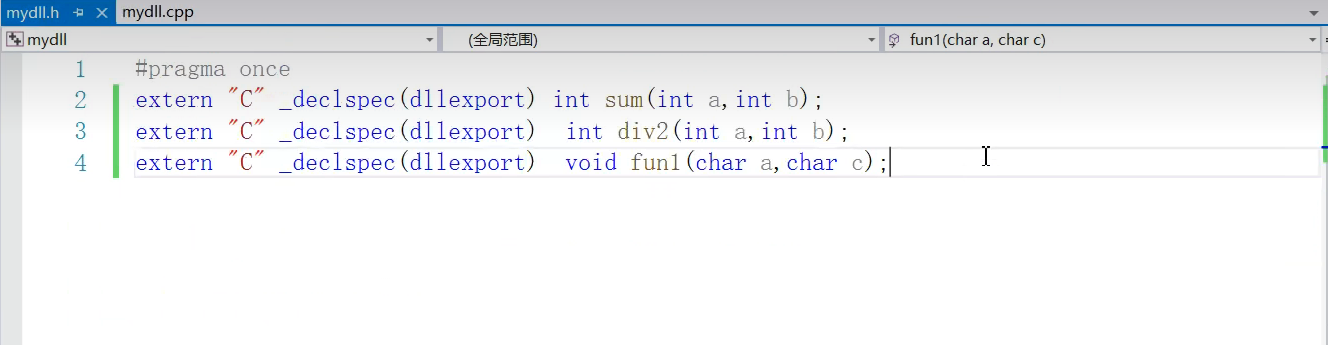 mydll.h mydll.cpp
mydll (全局范围) fun1(char a, char c)
1 #pragma once
2 extern "C" _declspec(dllexport) int sum(int a,int b);
3 extern "C" _declspec(dllexport)  int div2(int a,int b);
4 extern "C" _declspec(dllexport)  void fun1(char a,char c);